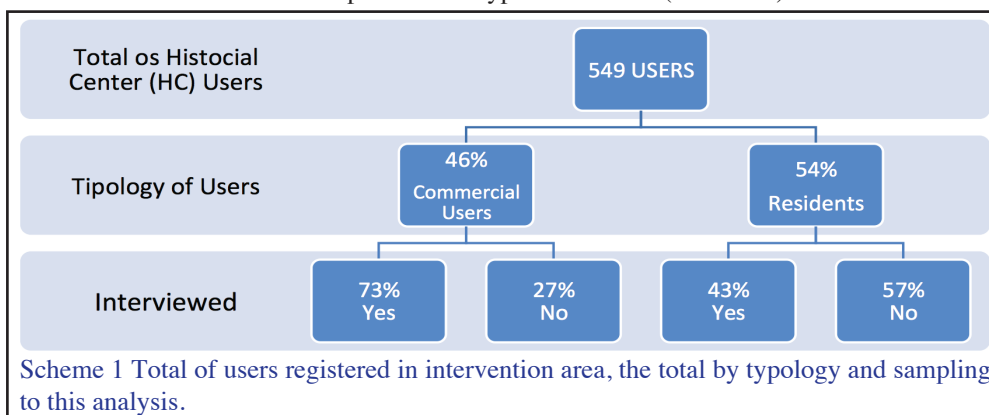 Total os Histocial
Center (HC) Users
549 USERS
Tipology of Users
46%
Commercial
Users
54%
Residents
Interviewed
73%
Yes
27%
No
43%
Yes
57%
No
Scheme 1 Total of users registered in intervention area, the total by typology and sampling
to this analysis.